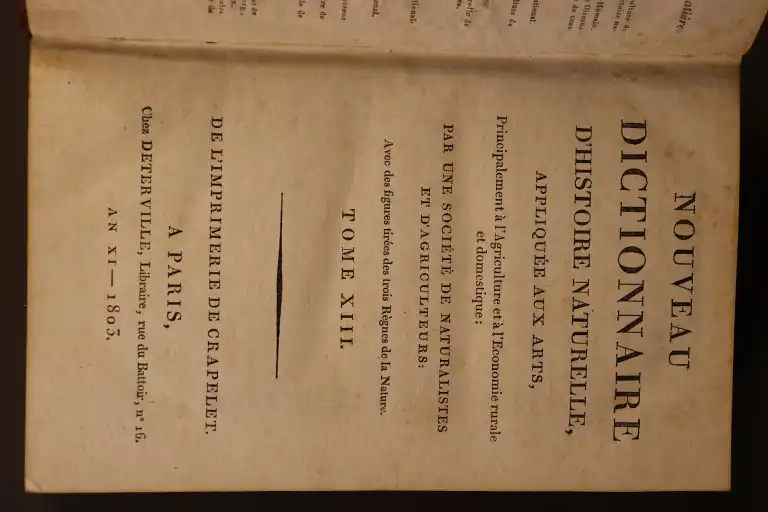 NOUVEAU
DICTIONNAIRE
D'HISTOIRE NATURELLE,
APPLIQUÉE AUX ARTS,
Principalement à l'Agriculture et à l'Economie rurale
et domestique:
PAR UNE SOCIÉTÉ DE NATURALISTES
ET D'AGRICULTEURS:
Avec des figures tirées des trois Règnes de la Nature.
TOME XIII.
DE L'IMPRIMERIE DE CRAPELET.
A PARIS,
Chez DETERVILLE, Libraire, rue du Battoir, n° 16.
AN XI—1803.